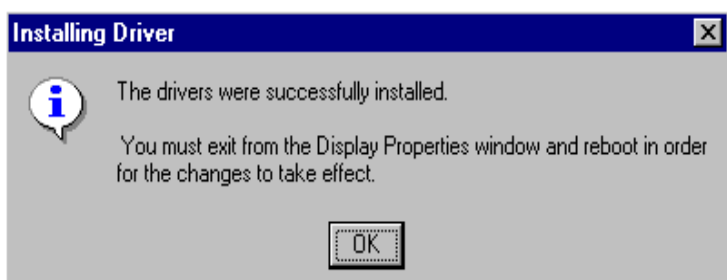 Installing Driver
The drivers were successfully installed.
You must exit from the Display Properties window and reboot in order
for the changes to take effect.
OK